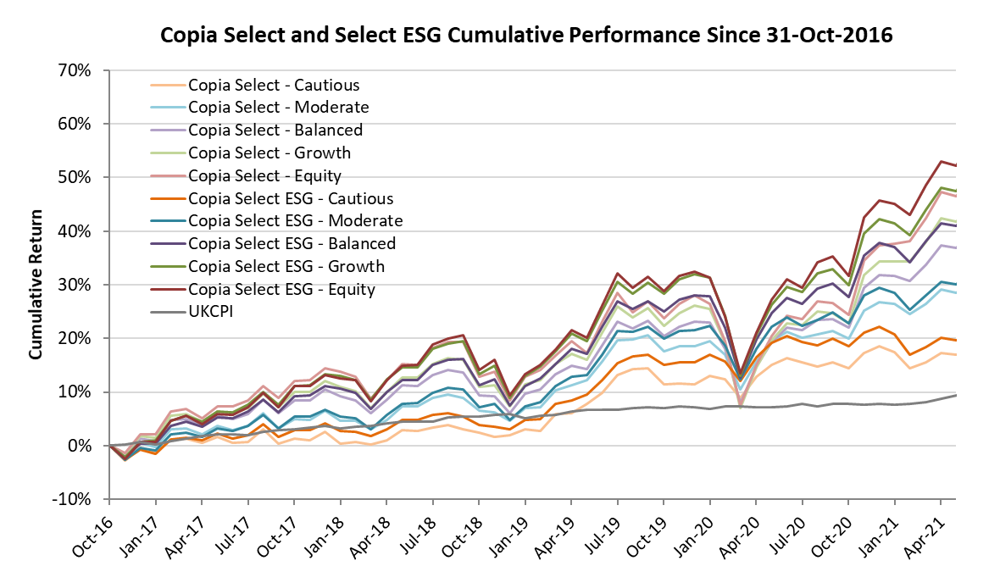 Copia Select and Select ESG Cumulative Performance Since 31-Oct-2016
Cumulative Return
70%
60%
50%
40%
30%
20%
10%
0%
-10%
Copia Select - Cautious
Copia Select - Moderate
Copia Select - Balanced
Copia Select - Growth
Copia Select - Equity
Copia Select ESG - Cautious
Copia Select ESG - Moderate
Copia Select ESG - Balanced
Copia Select ESG - Growth
Copia Select ESG - Equity
UKCPI
Oct-16
Jan-17
Apr-17
Jul-17
Oct-17
Jan-18
Apr-18
Jul-18
Oct-18
Jan-19
Apr-19
Jul-19
Oct-19
Jan-20
Apr-20
Jul-20
Oct-20
Jan-21
Apr-21